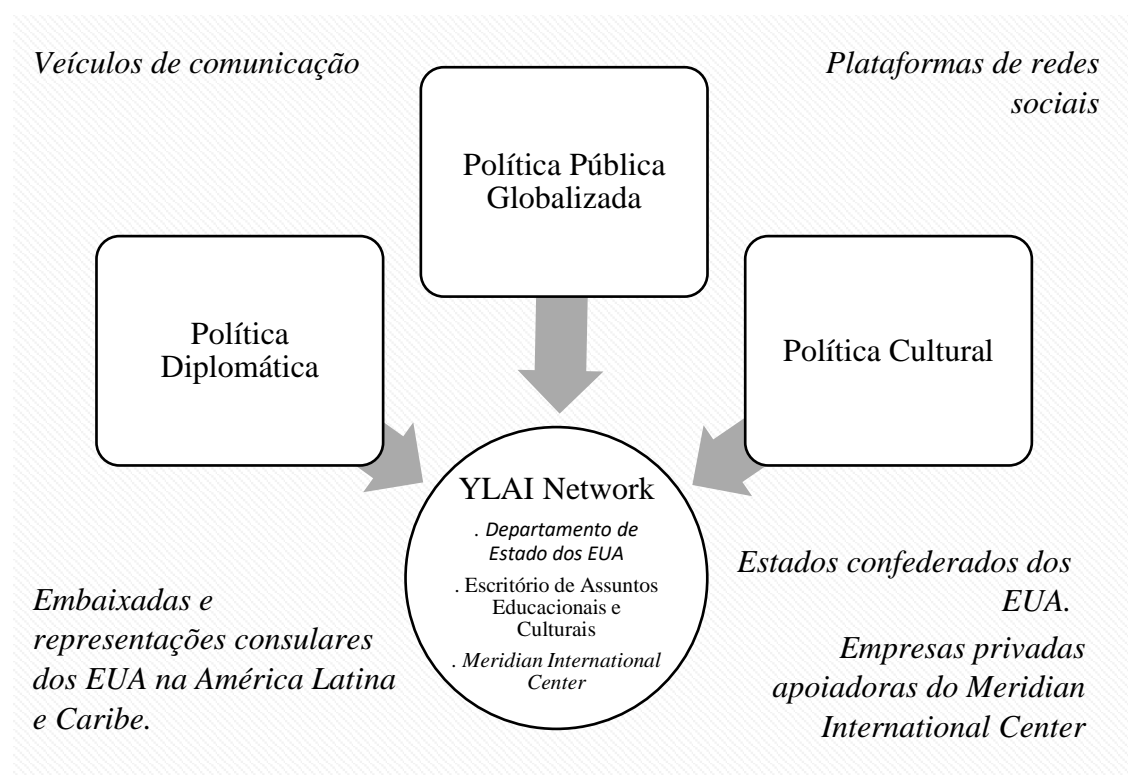 Veículos de comunicação
Plataformas de redes
sociais
Política Pública
Globalizada
Política
Diplomática
Política Cultural
YLAI Network
. Departamento de
Estado dos EUA
. Escritório de Assuntos
Educacionais e
Culturais
. Meridian International
Center
Embaixadas e
representações consulares
dos EUA na América Latina
e Caribe.
Estados confederados dos
EUA.
Empresas privadas
apoiadoras do Meridian
International Center